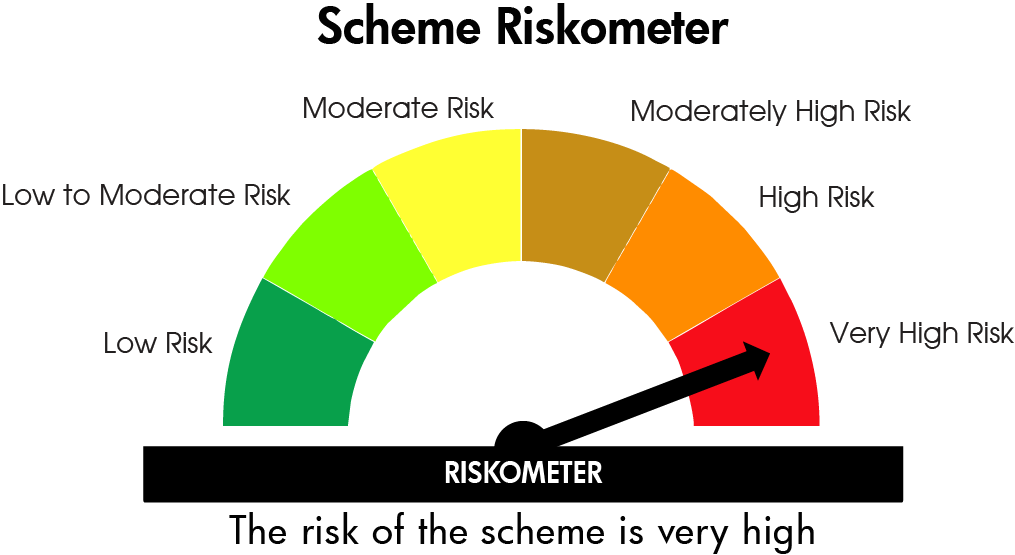 Scheme Riskometer
Moderate Risk
Moderately High Risk
Low to Moderate Risk
High Risk
Low Risk
Very High Risk
RISKOMETER
The risk of the scheme is very high